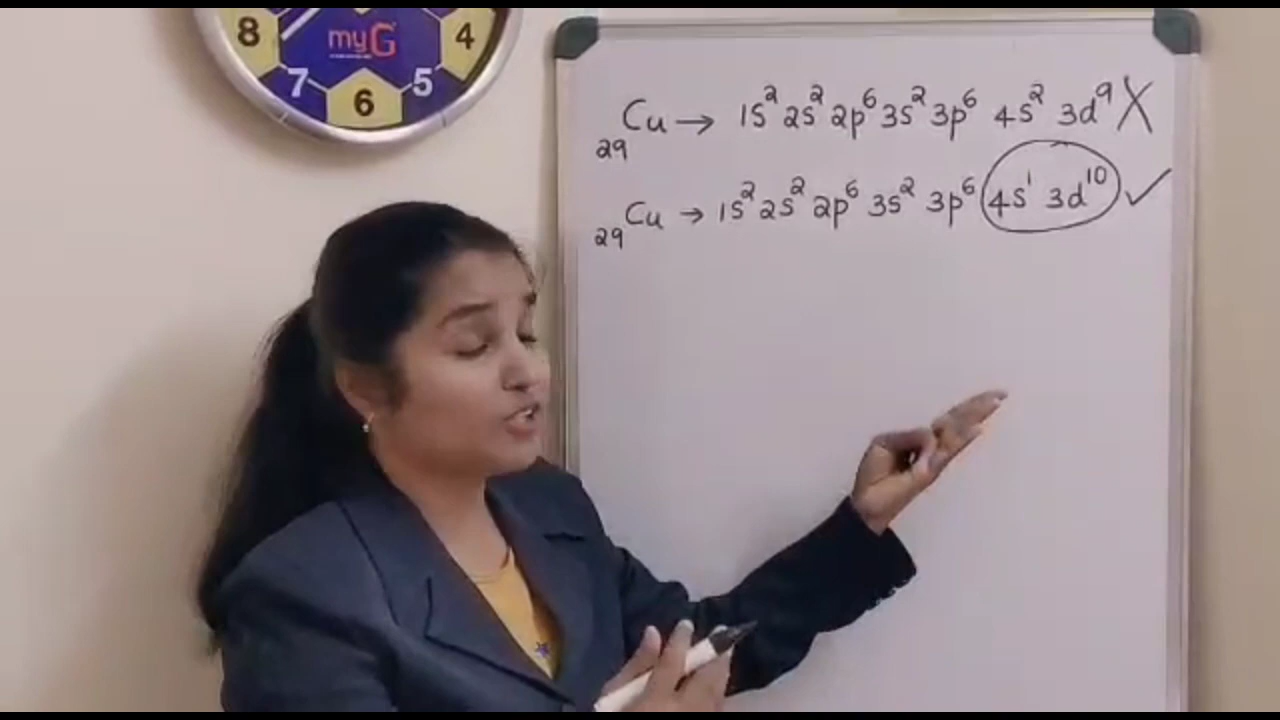 8 myG 4
7 5
6
₂₉Cu → 1s² 2s² 2p⁶ 3s² 3p⁶ 4s² 3d⁹ X
₂₉Cu → 1s² 2s² 2p⁶ 3s² 3p⁶ 4s¹ 3d¹⁰ ✓